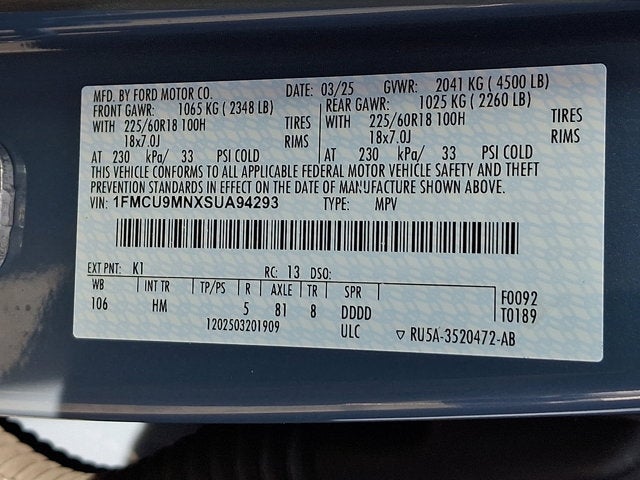 MFD. BY FORD MOTOR CO. DATE: 03/25 GVWR: 2041 KG ( 4500 LB)
FRONT GAWR: 1065 KG ( 2348 LB) REAR GAWR: 1025 KG ( 2260 LB)
WITH 225/60R18 100H TIRES WITH 225/60R18 100H TIRES
18x7.0J RIMS 18x7.0J RIMS
AT 230 kPa/ 33 PSI COLD AT 230 kPa/ 33 PSI COLD
THIS VEHICLE CONFORMS TO ALL APPLICABLE FEDERAL MOTOR VEHICLE SAFETY AND THEFT
PREVENTION STANDARDS IN EFFECT ON THE DATE OF MANUFACTURE SHOWN ABOVE.
VIN: 1FMCU9MNXSUA94293 TYPE: MPV
EXT PNT: K1 RC: 13 DSO:
WB INT TR TP/PS R AXLE TR SPR F0092
106 HM 5 81 8 DDDD T0189
1202503201909 ULC ▽ RU5A-3520472-AB